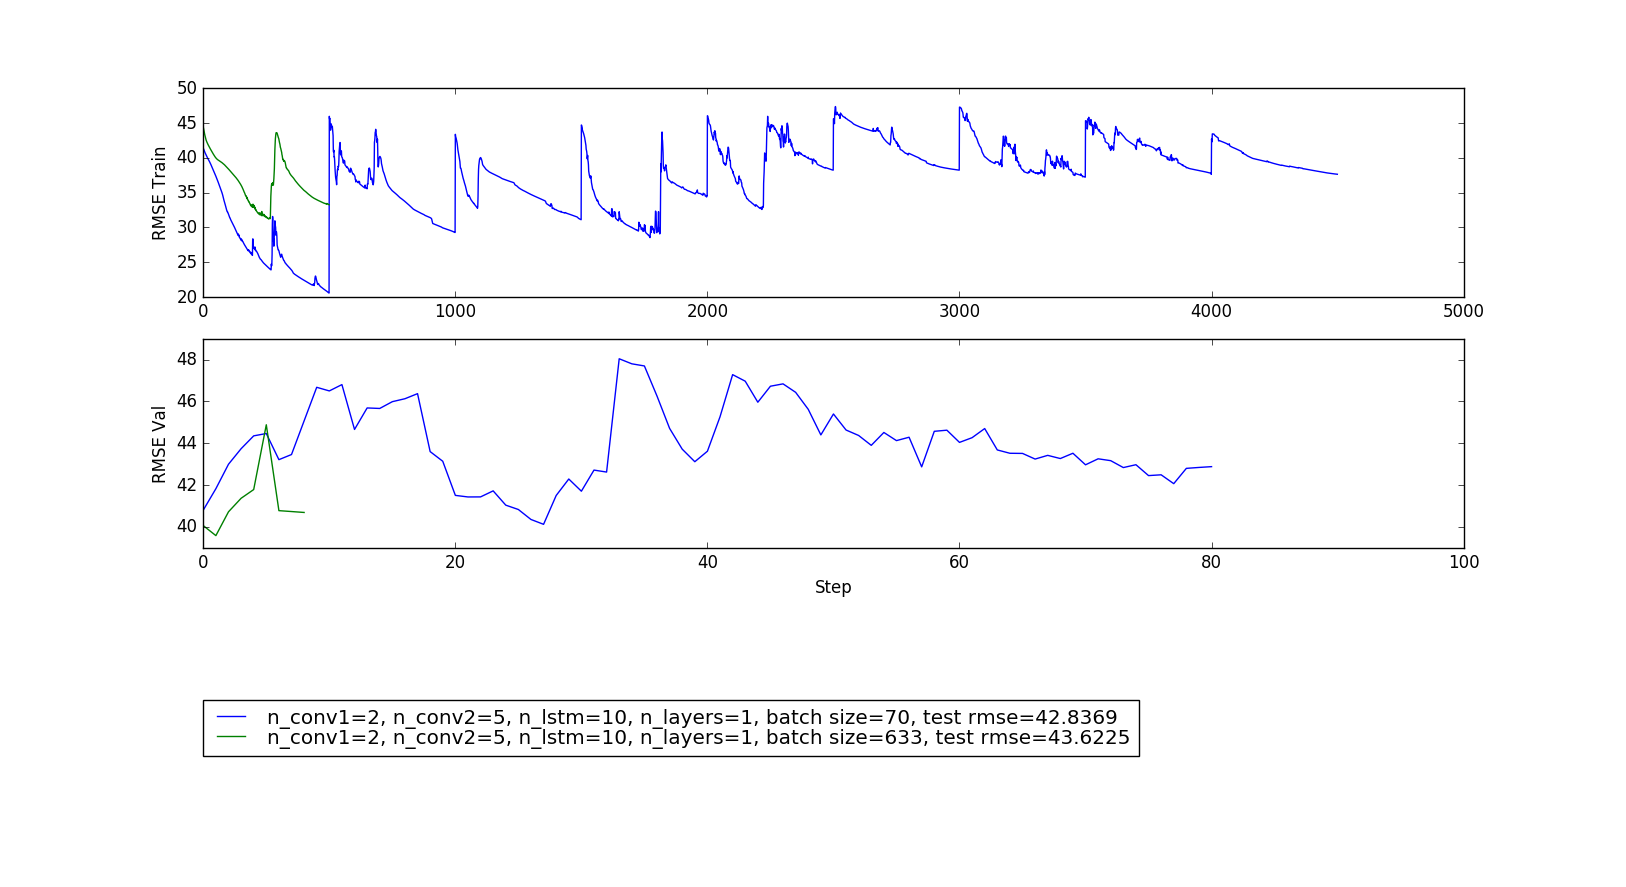 50
45
40
35
30
25
20
RMSE Train
0 1000 2000 3000 4000 5000
48
46
44
42
40
RMSE Val
0 20 40 60 80 100
Step
n_conv1=2, n_conv2=5, n_lstm=10, n_layers=1, batch size=70, test rmse=42.8369
n_conv1=2, n_conv2=5, n_lstm=10, n_layers=1, batch size=633, test rmse=43.6225